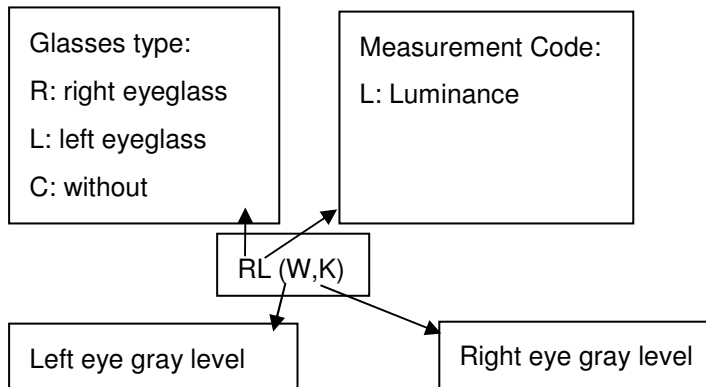 Glasses type:
R: right eyeglass
L: left eyeglass
C: without
Measurement Code:
L: Luminance
RL (W,K)
Left eye gray level
Right eye gray level